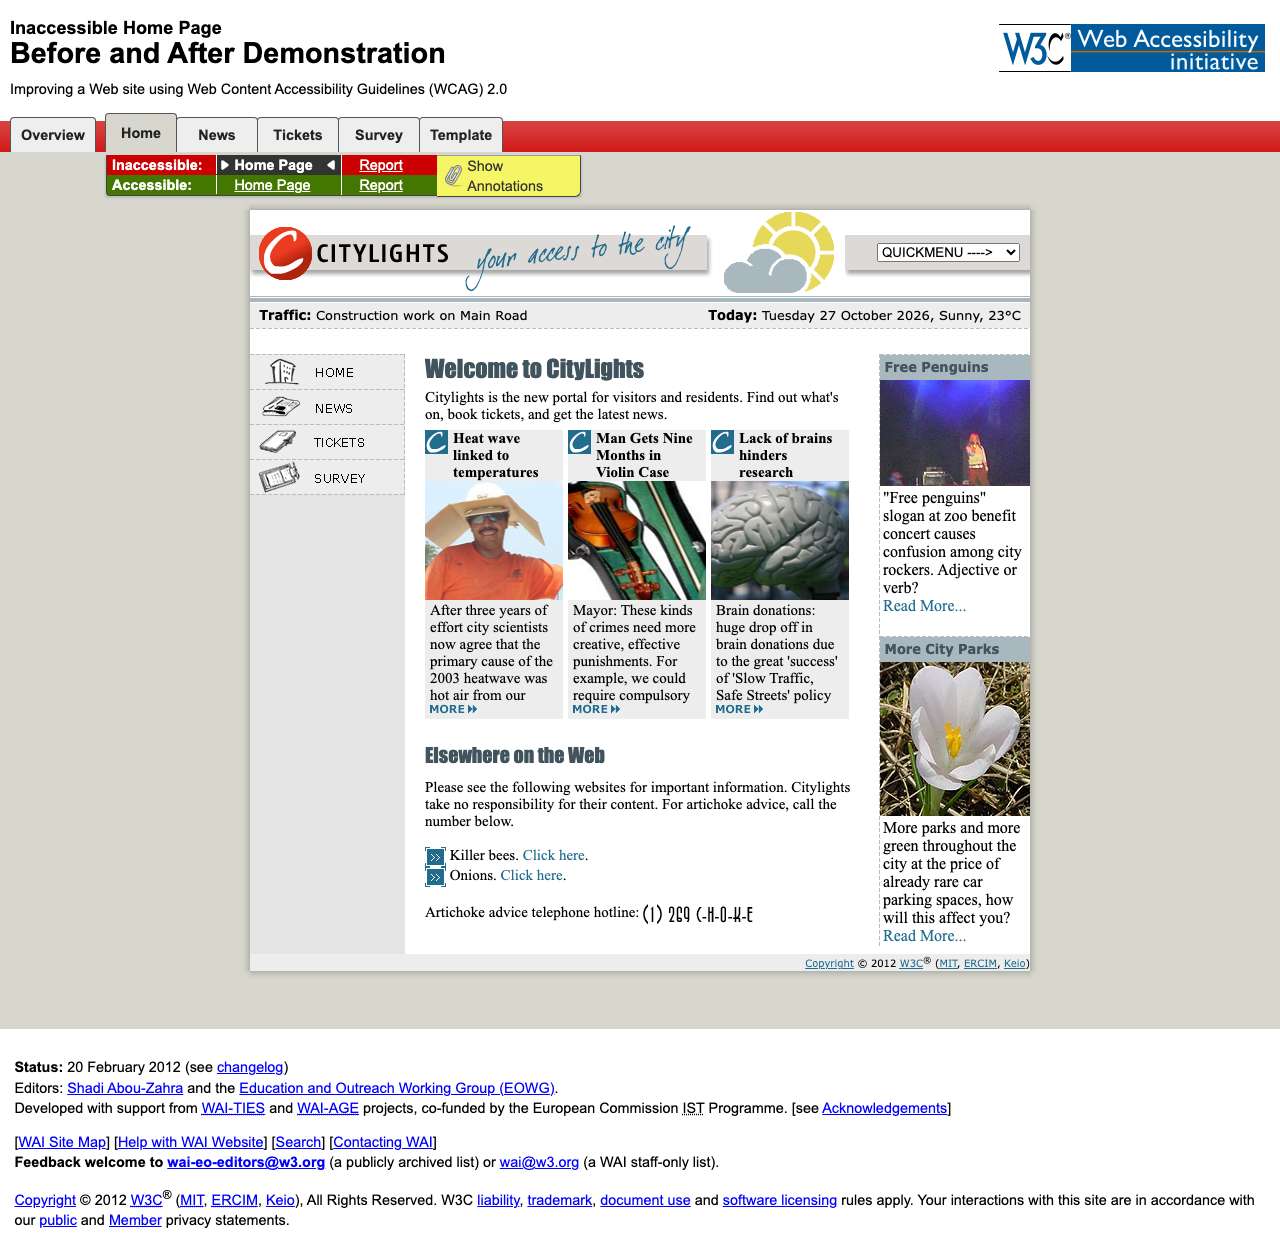 Inaccessible Home Page
Before and After Demonstration
Improving a Web site using Web Content Accessibility Guidelines (WCAG) 2.0
W3C® Web Accessibility
initiative
Overview Home News Tickets Survey Template
Inaccessible: Home Page Report
Accessible: Home Page Report
Show
Annotations
CITYLIGHTS your access to the city
QUICKMENU ---->
Traffic: Construction work on Main Road
Today: Tuesday 27 October 2026, Sunny, 23°C
HOME
NEWS
TICKETS
SURVEY
Welcome to CityLights
Citylights is the new portal for visitors and residents. Find out what's
on, book tickets, and get the latest news.
Heat wave
linked to
temperatures
After three years of
effort city scientists
now agree that the
primary cause of the
2003 heatwave was
hot air from our
MORE
Man Gets Nine
Months in
Violin Case
Mayor: These kinds
of crimes need more
creative, effective
punishments. For
example, we could
require compulsory
MORE
Lack of brains
hinders
research
Brain donations:
huge drop off in
brain donations due
to the great 'success'
of 'Slow Traffic,
Safe Streets' policy
MORE
Elsewhere on the Web
Please see the following websites for important information. Citylights
take no responsibility for their content. For artichoke advice, call the
number below.
Killer bees. Click here.
Onions. Click here.
Artichoke advice telephone hotline: (1) 269 C-H-O-K-E
Free Penguins
"Free penguins"
slogan at zoo benefit
concert causes
confusion among city
rockers. Adjective or
verb?
Read More...
More City Parks
More parks and more
green throughout the
city at the price of
already rare car
parking spaces, how
will this affect you?
Read More...
Copyright © 2012 W3C® (MIT, ERCIM, Keio)
Status: 20 February 2012 (see changelog)
Editors: Shadi Abou-Zahra and the Education and Outreach Working Group (EOWG).
Developed with support from WAI-TIES and WAI-AGE projects, co-funded by the European Commission IST Programme. [see Acknowledgements]
[WAI Site Map] [Help with WAI Website] [Search] [Contacting WAI]
Feedback welcome to wai-eo-editors@w3.org (a publicly archived list) or wai@w3.org (a WAI staff-only list).
Copyright © 2012 W3C® (MIT, ERCIM, Keio), All Rights Reserved. W3C liability, trademark, document use and software licensing rules apply. Your interactions with this site are in accordance with
our public and Member privacy statements.